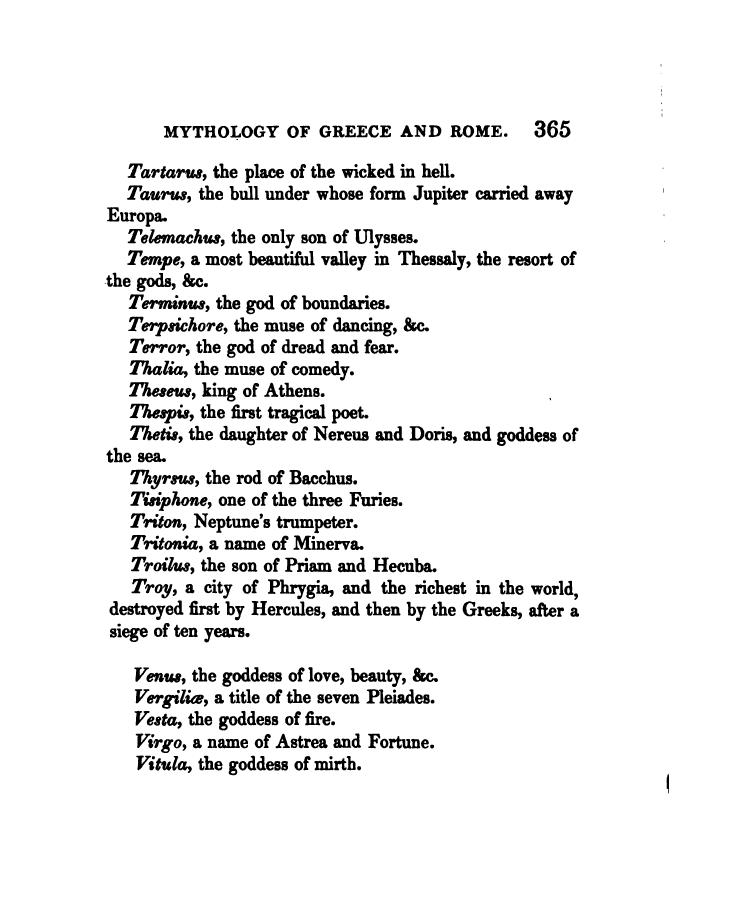 MYTHOLOGY OF GREECE AND ROME. 365
Tartarus, the place of the wicked in hell.
Taurus, the bull under whose form Jupiter carried away
Europa.
Telemachus, the only son of Ulysses.
Tempe, a most beautiful valley in Thessaly, the resort of
the gods, &c.
Terminus, the god of boundaries.
Terpsichore, the muse of dancing, &c.
Terror, the god of dread and fear.
Thalia, the muse of comedy.
Theseus, king of Athens.
Thespis, the first tragical poet.
Thetis, the daughter of Nereus and Doris, and goddess of
the sea.
Thyrsus, the rod of Bacchus.
Tisiphone, one of the three Furies.
Triton, Neptune's trumpeter.
Tritonia, a name of Minerva.
Troilus, the son of Priam and Hecuba.
Troy, a city of Phrygia, and the richest in the world,
destroyed first by Hercules, and then by the Greeks, after a
siege of ten years.
Venus, the goddess of love, beauty, &c.
Vergiliæ, a title of the seven Pleiades.
Vesta, the goddess of fire.
Virgo, a name of Astrea and Fortune.
Vitula, the goddess of mirth.